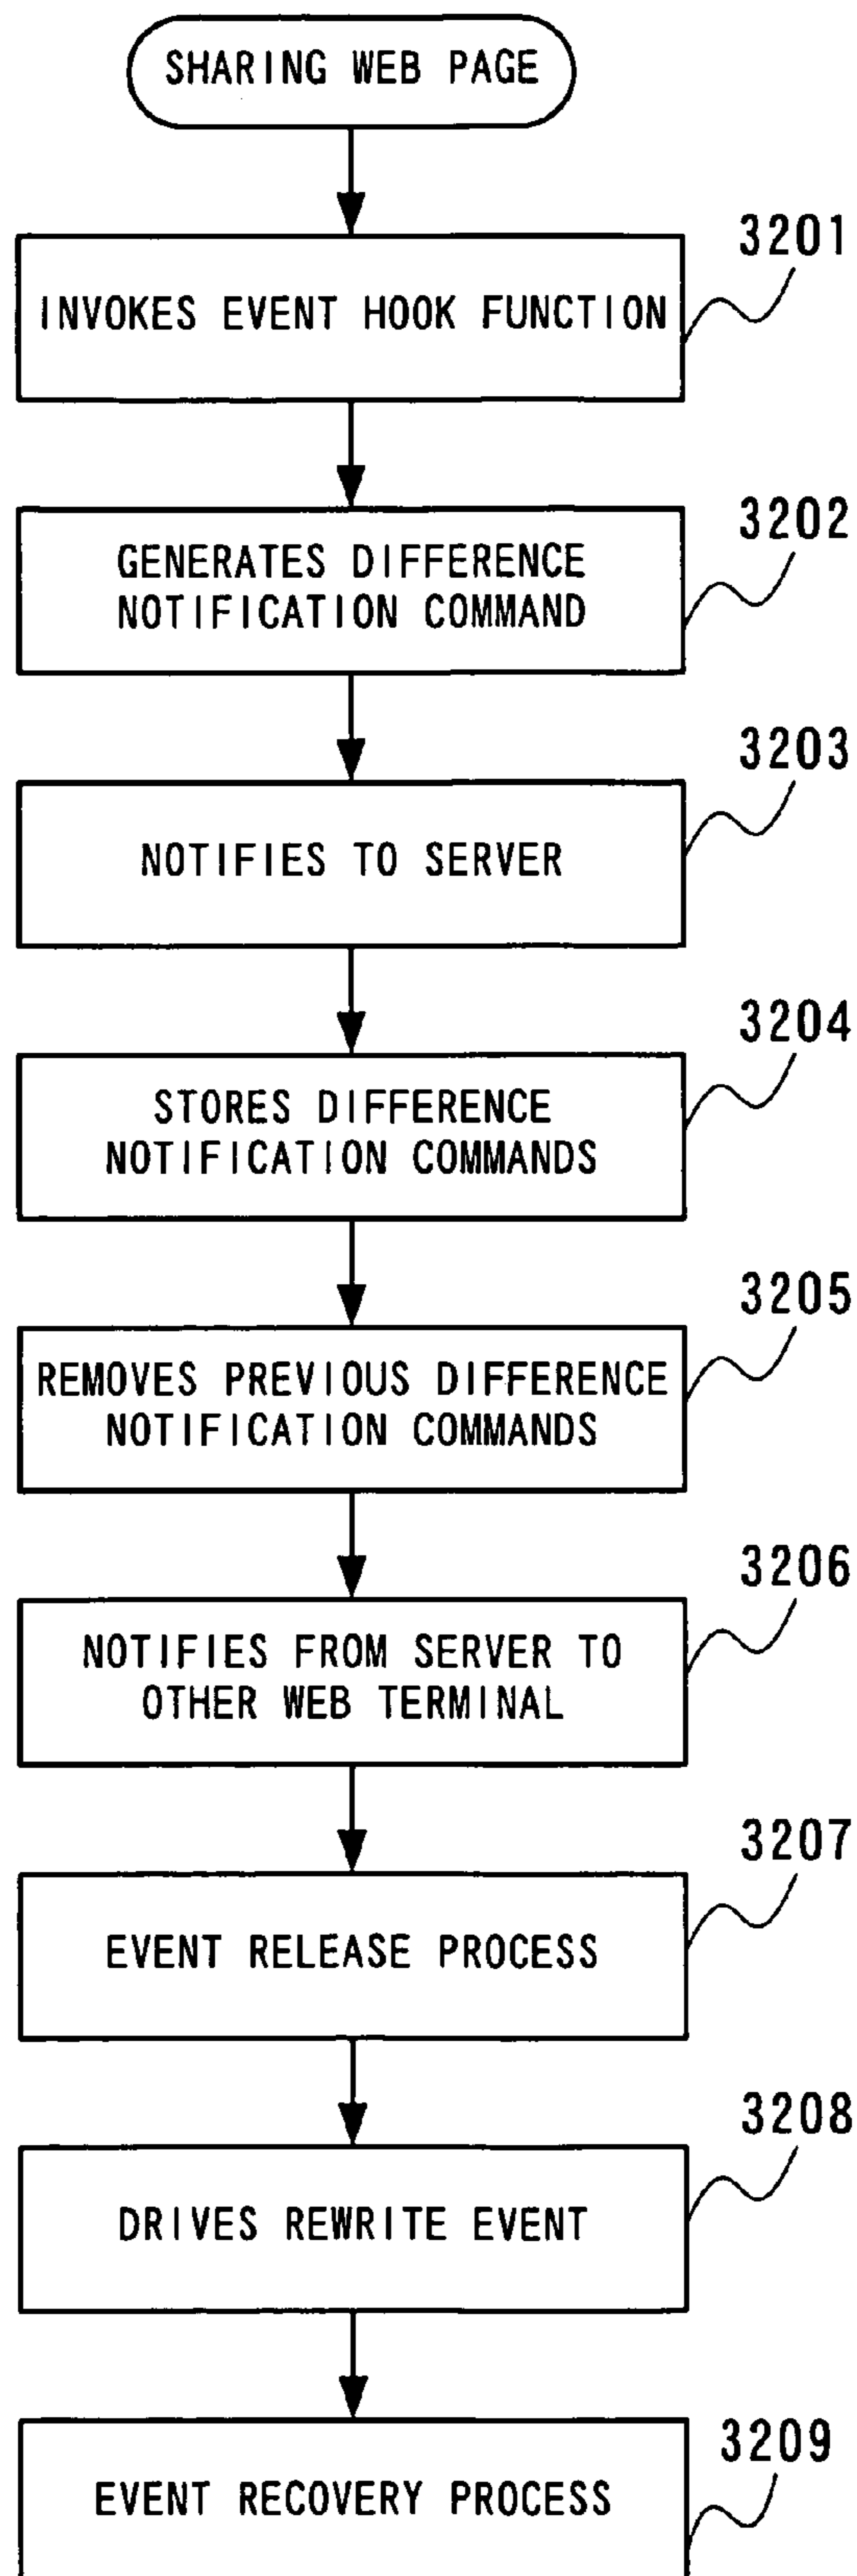 SHARING WEB PAGE
3201
INVOKES EVENT HOOK FUNCTION
3202
GENERATES DIFFERENCE
NOTIFICATION COMMAND
3203
NOTIFIES TO SERVER
3204
STORES DIFFERENCE
NOTIFICATION COMMANDS
3205
REMOVES PREVIOUS DIFFERENCE
NOTIFICATION COMMANDS
3206
NOTIFIES FROM SERVER TO
OTHER WEB TERMINAL
3207
EVENT RELEASE PROCESS
3208
DRIVES REWRITE EVENT
3209
EVENT RECOVERY PROCESS